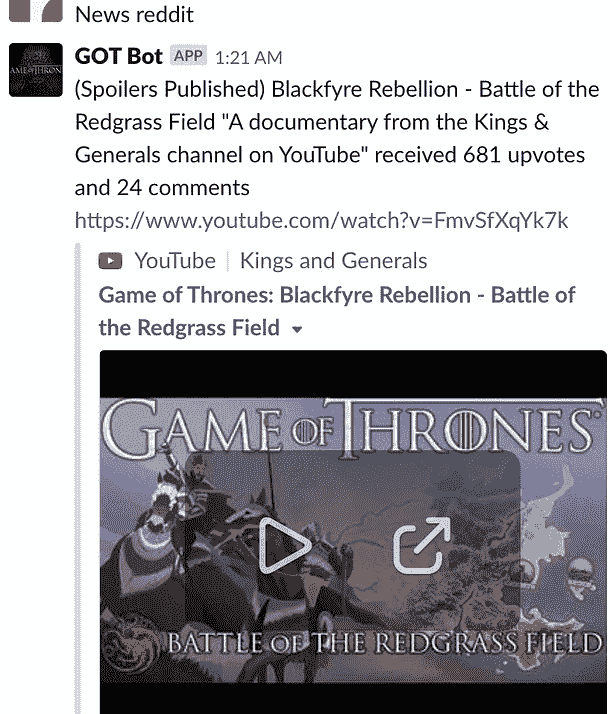 News reddit
GOT Bot APP 1:21 AM
(Spoilers Published) Blackfyre Rebellion - Battle of the
Redgrass Field "A documentary from the Kings &
Generals channel on YouTube" received 681 upvotes
and 24 comments
https://www.youtube.com/watch?v=FmvSfXqYk7k
YouTube | Kings and Generals
Game of Thrones: Blackfyre Rebellion - Battle of
the Redgrass Field
GAME OF THRONES
BATTLE OF THE REDGRASS FIELD